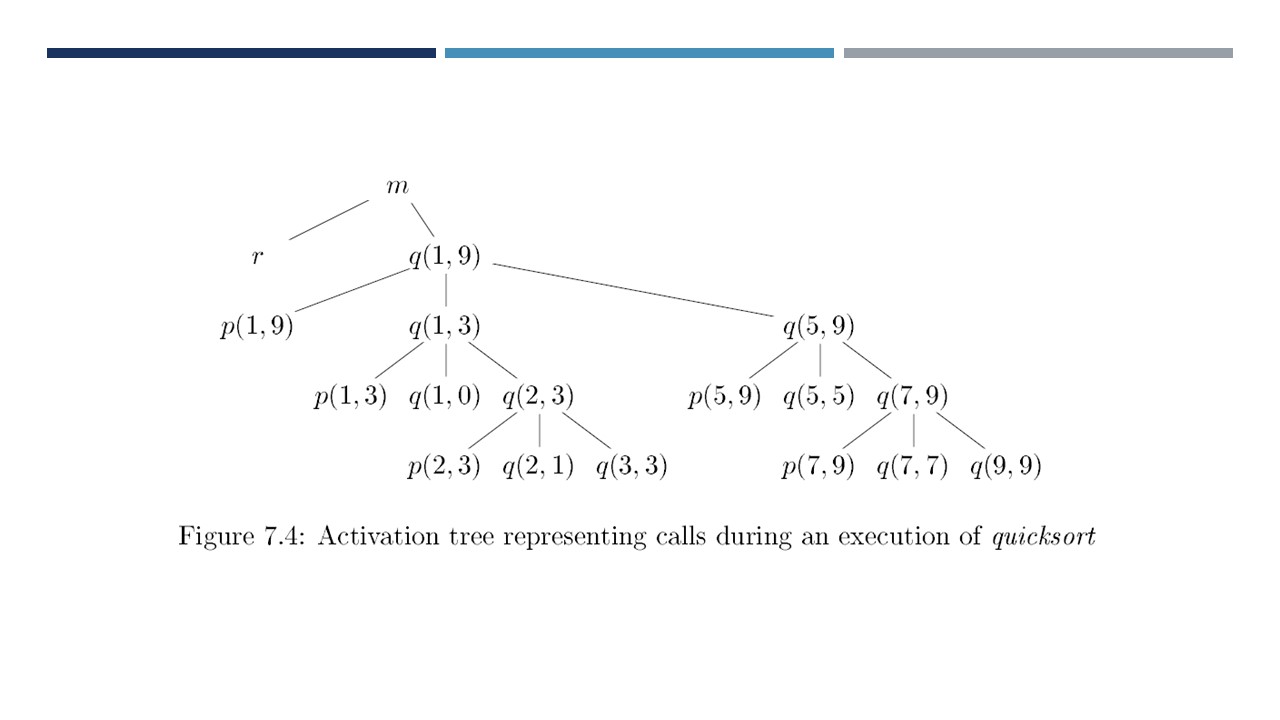 m
r q(1, 9)
p(1, 9) q(1, 3) q(5, 9)
p(1, 3) q(1, 0) q(2, 3) p(5, 9) q(5, 5) q(7, 9)
p(2, 3) q(2, 1) q(3, 3) p(7, 9) q(7, 7) q(9, 9)
Figure 7.4: Activation tree representing calls during an execution of quicksort